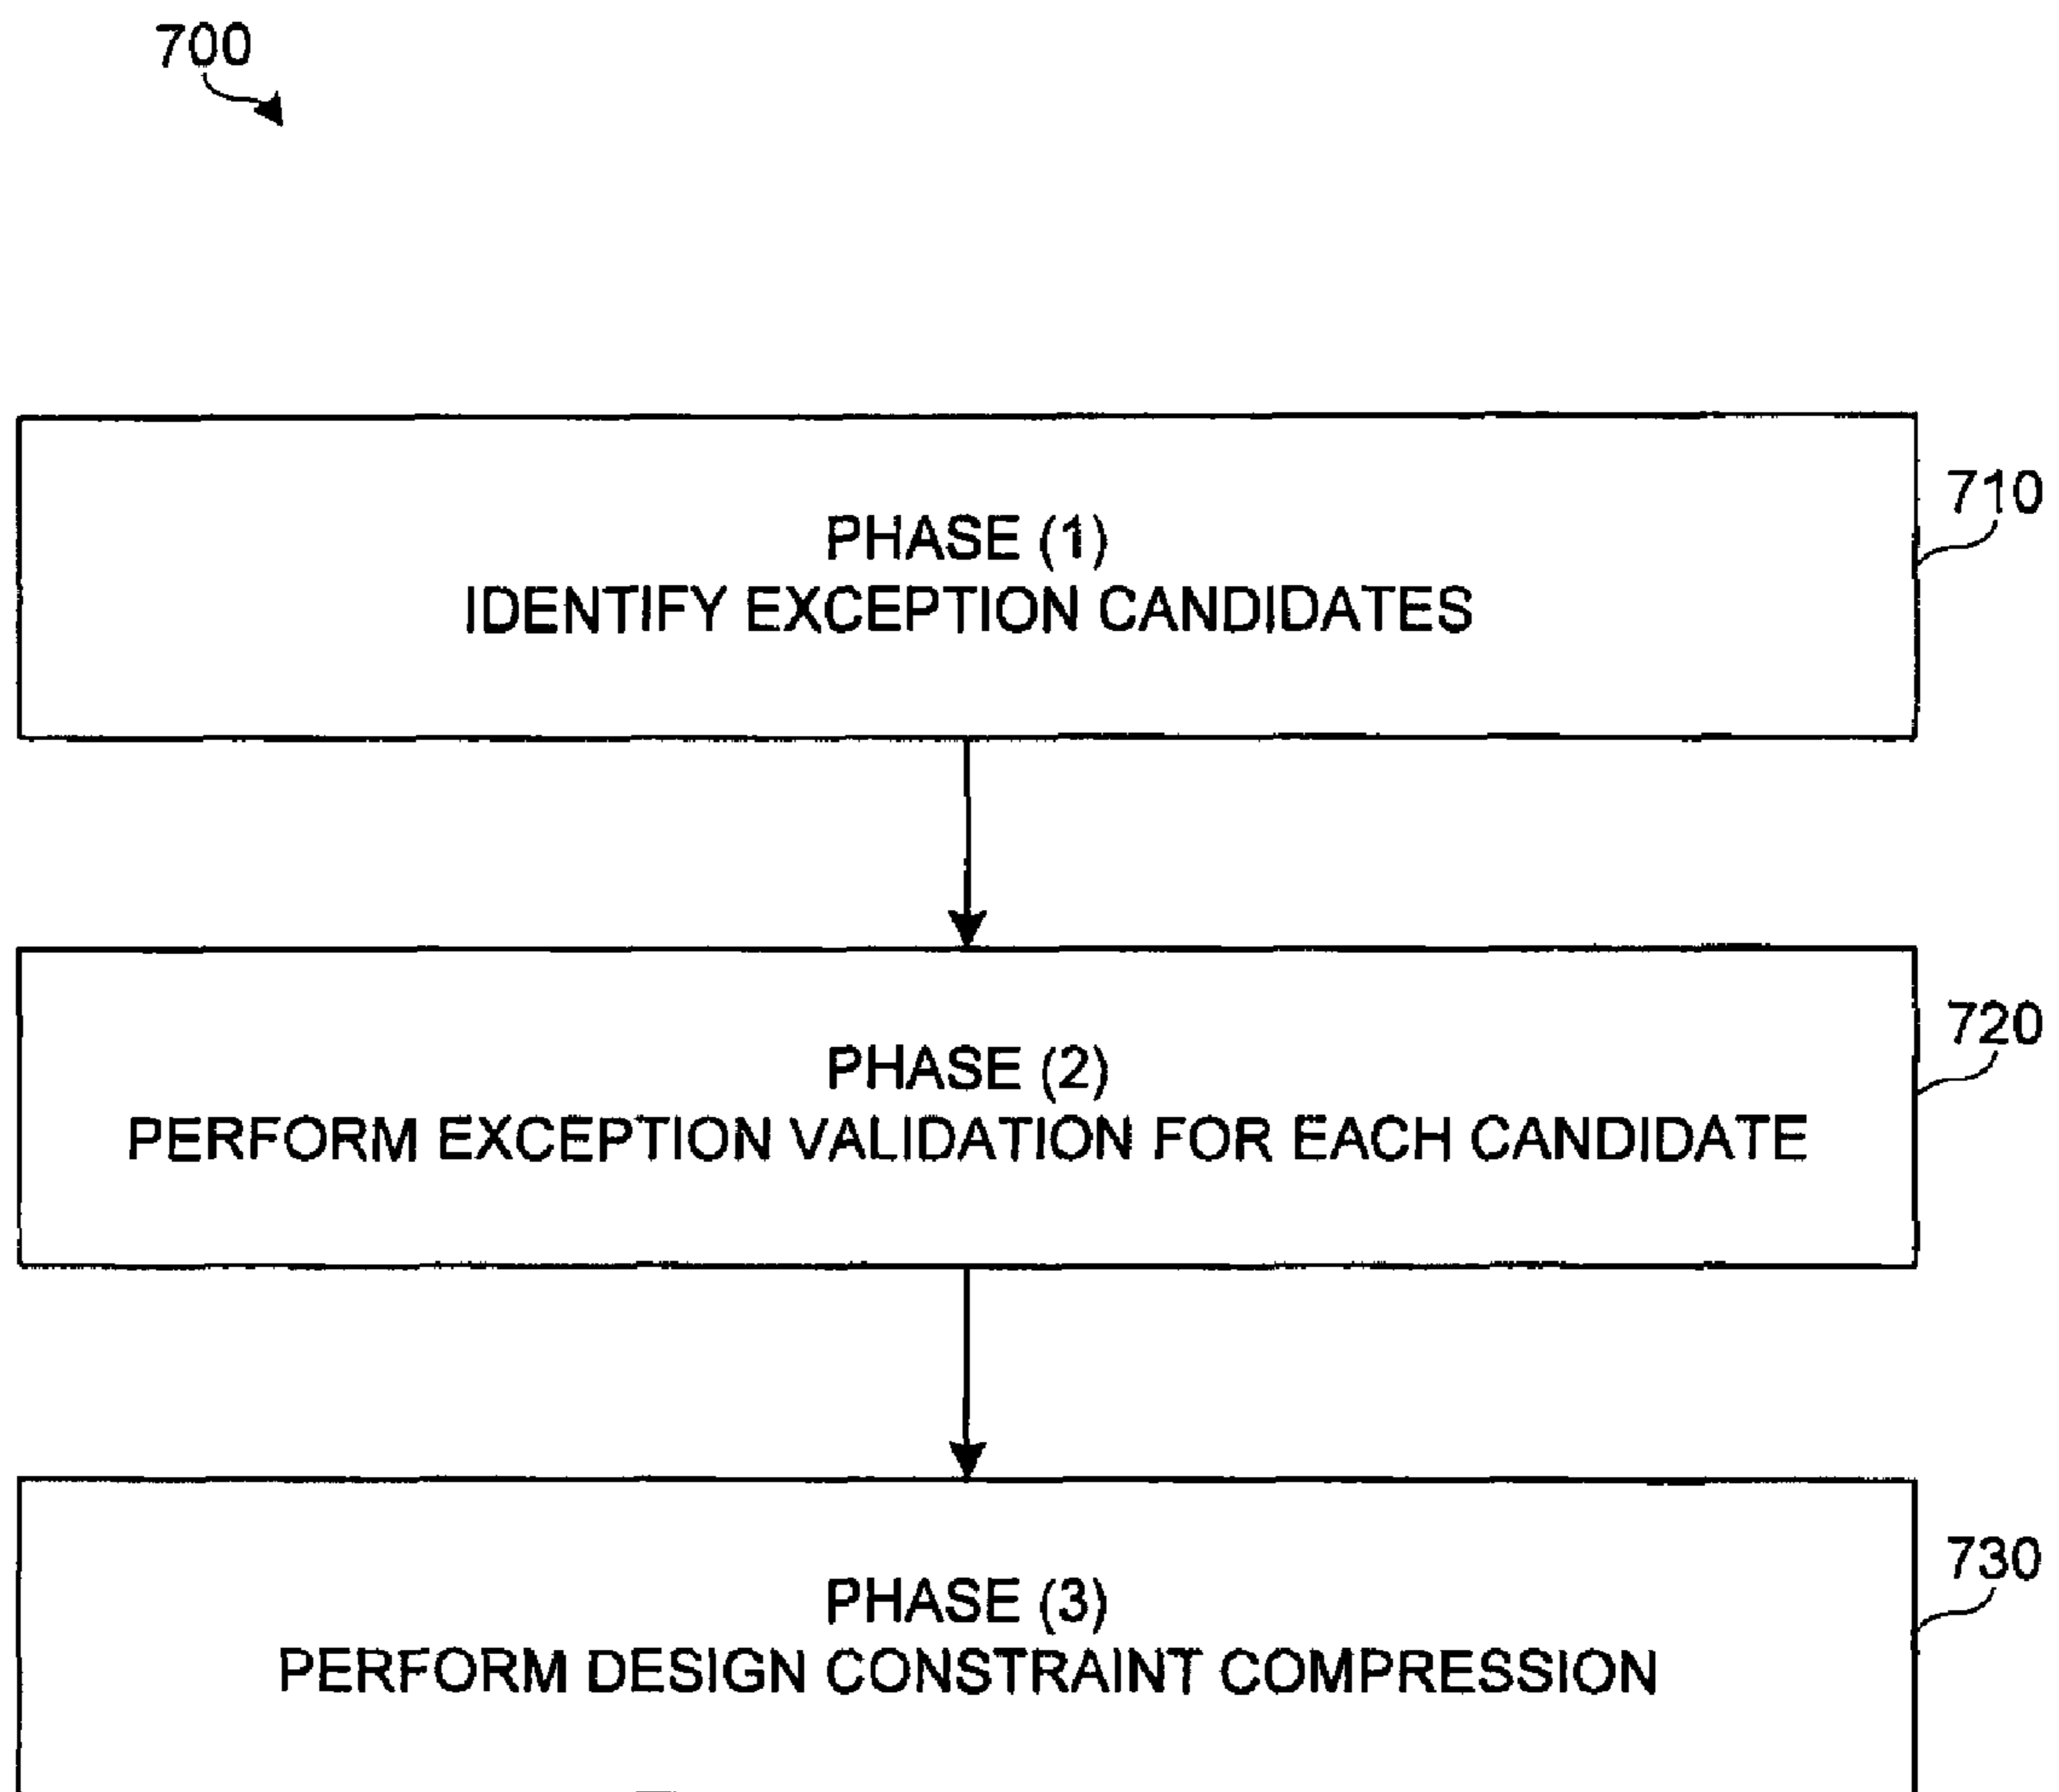 700
710
PHASE (1)
IDENTIFY EXCEPTION CANDIDATES
720
PHASE (2)
PERFORM EXCEPTION VALIDATION FOR EACH CANDIDATE
730
PHASE (3)
PERFORM DESIGN CONSTRAINT COMPRESSION